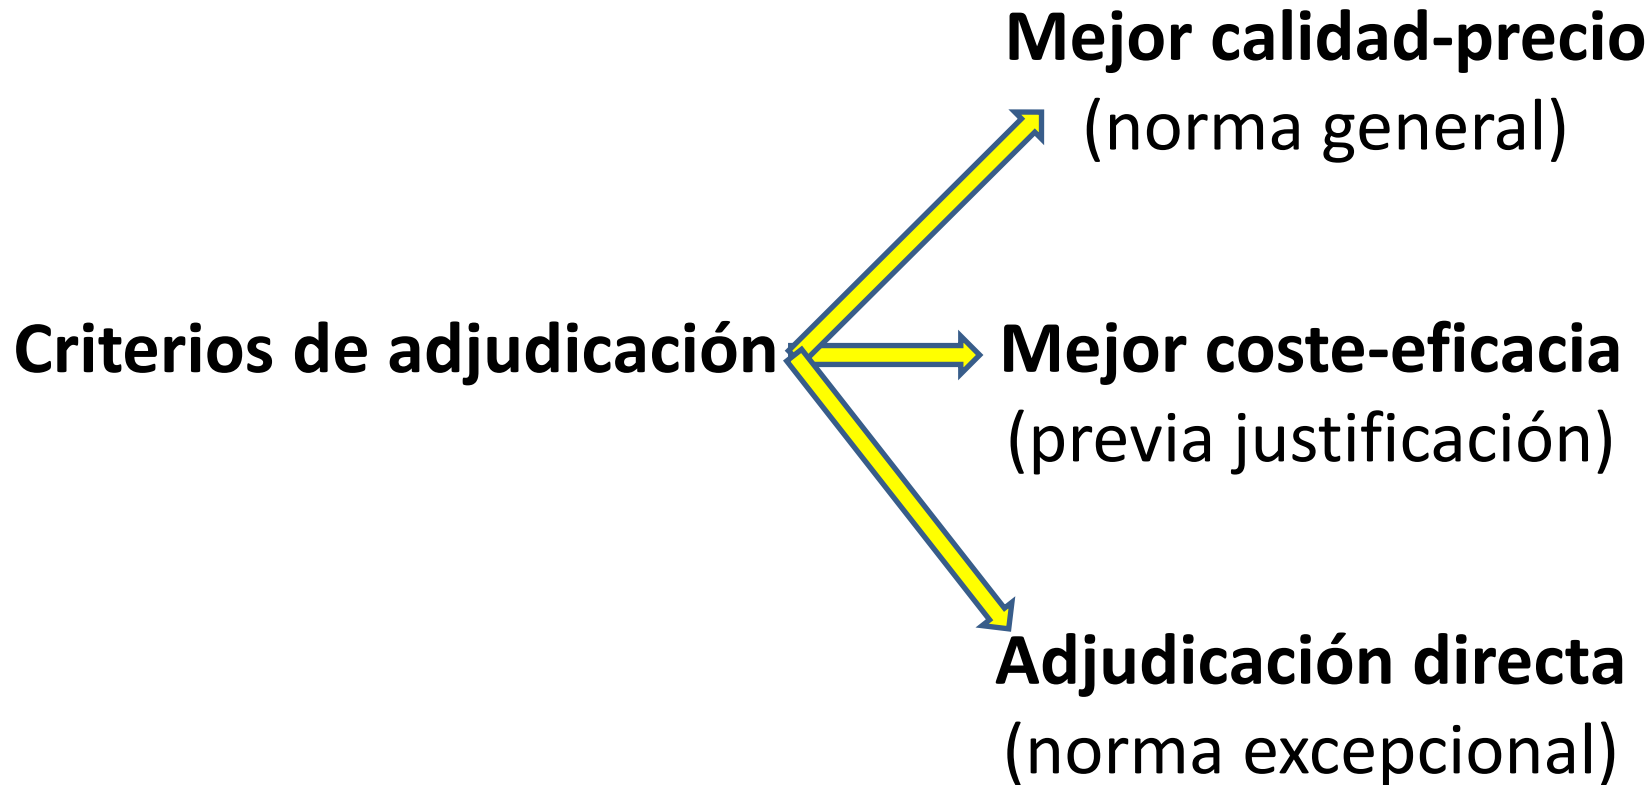 Mejor calidad-precio
(norma general)
Criterios de adjudicación
Mejor coste-eficacia
(previa justificación)
Adjudicación directa
(norma excepcional)